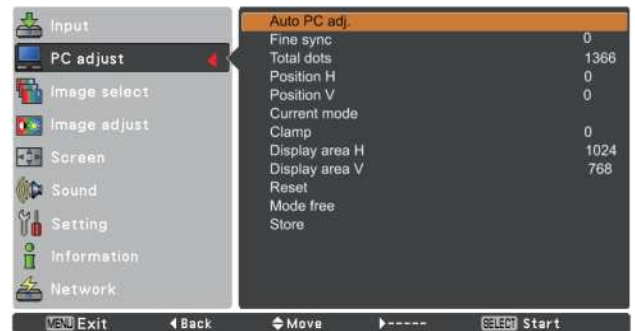 Input
PC adjust
Image select
Image adjust
Screen
Sound
Setting
Information
Network
Auto PC adj.
Fine sync 0
Total dots 1366
Position H 0
Position V 0
Current mode
Clamp 0
Display area H 1024
Display area V 768
Reset
Mode free
Store
MENU Exit Back Move ----- SELECT Start